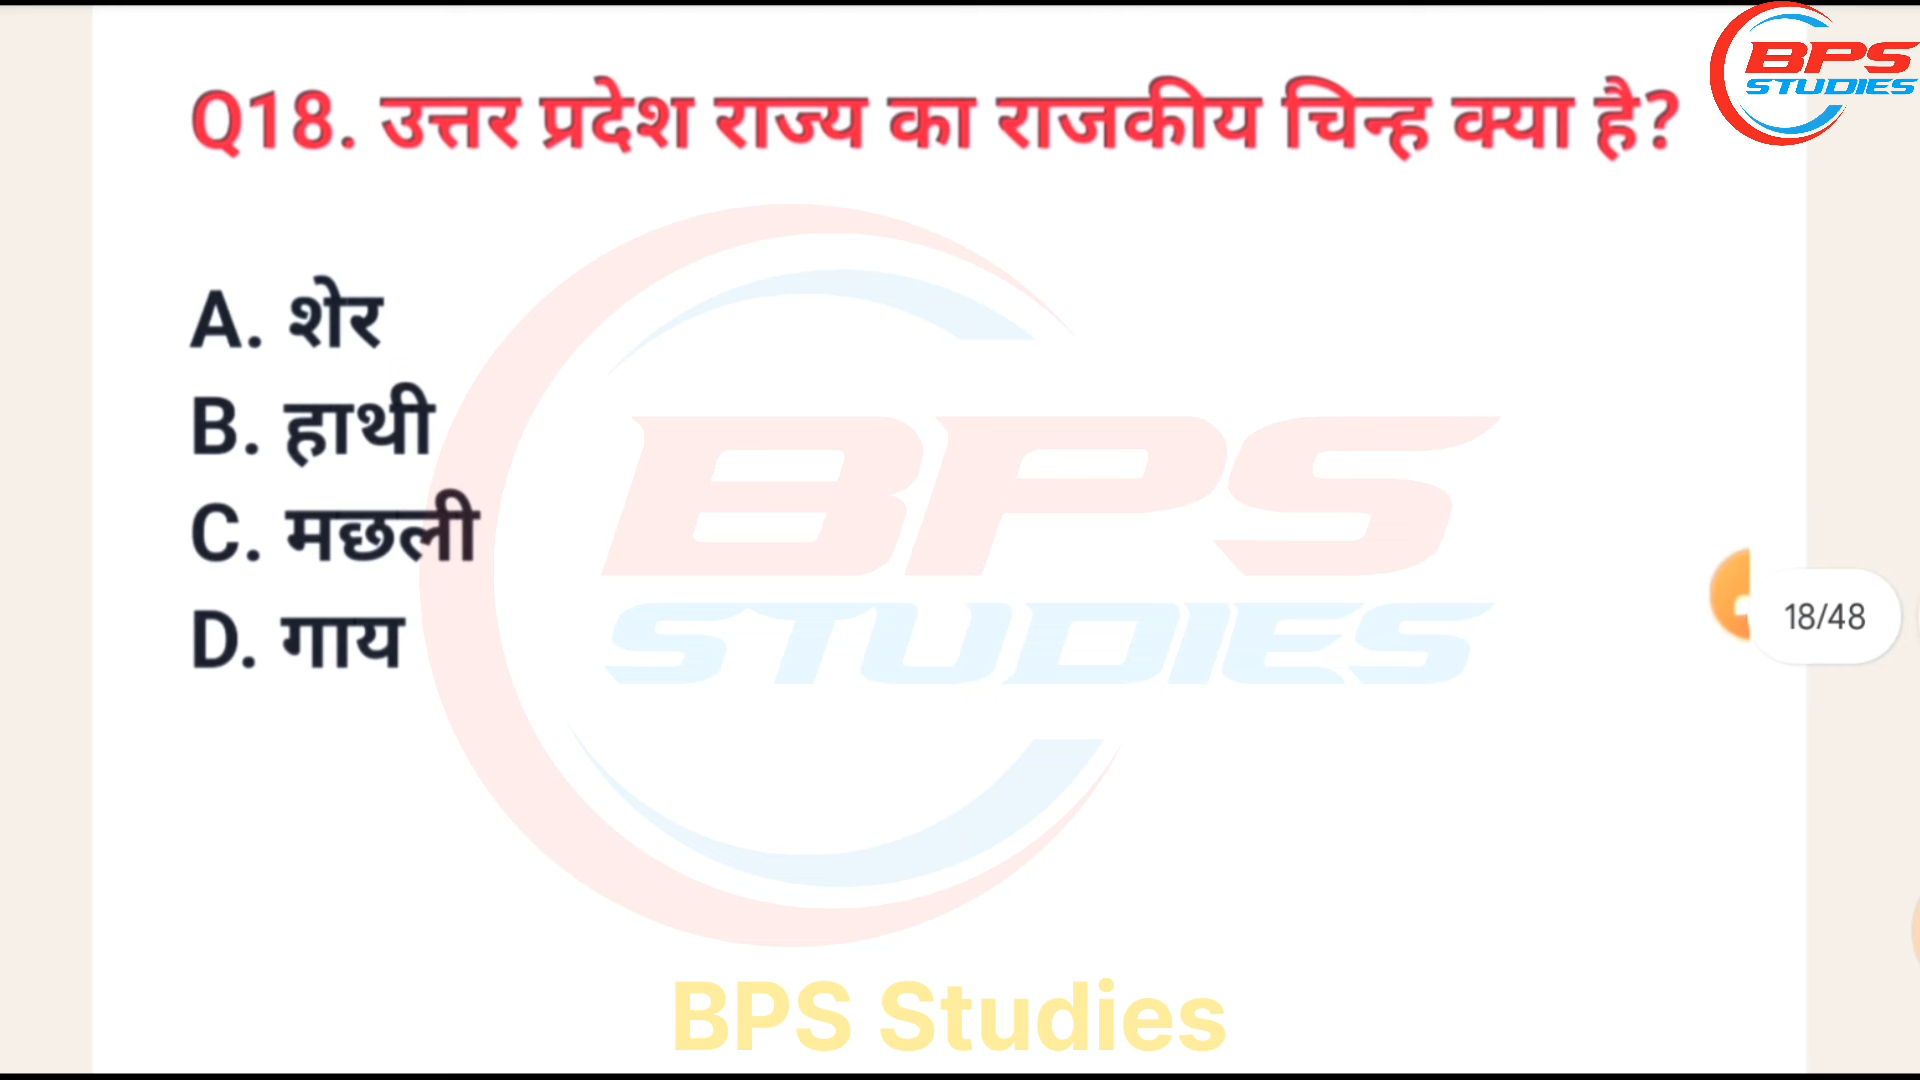 BPS
STUDIES
Q18. उत्तर प्रदेश राज्य का राजकीय चिन्ह क्या है?
A. शेर
B. हाथी
C. मछली
D. गाय
BPS
STUDIES
18/48
BPS Studies